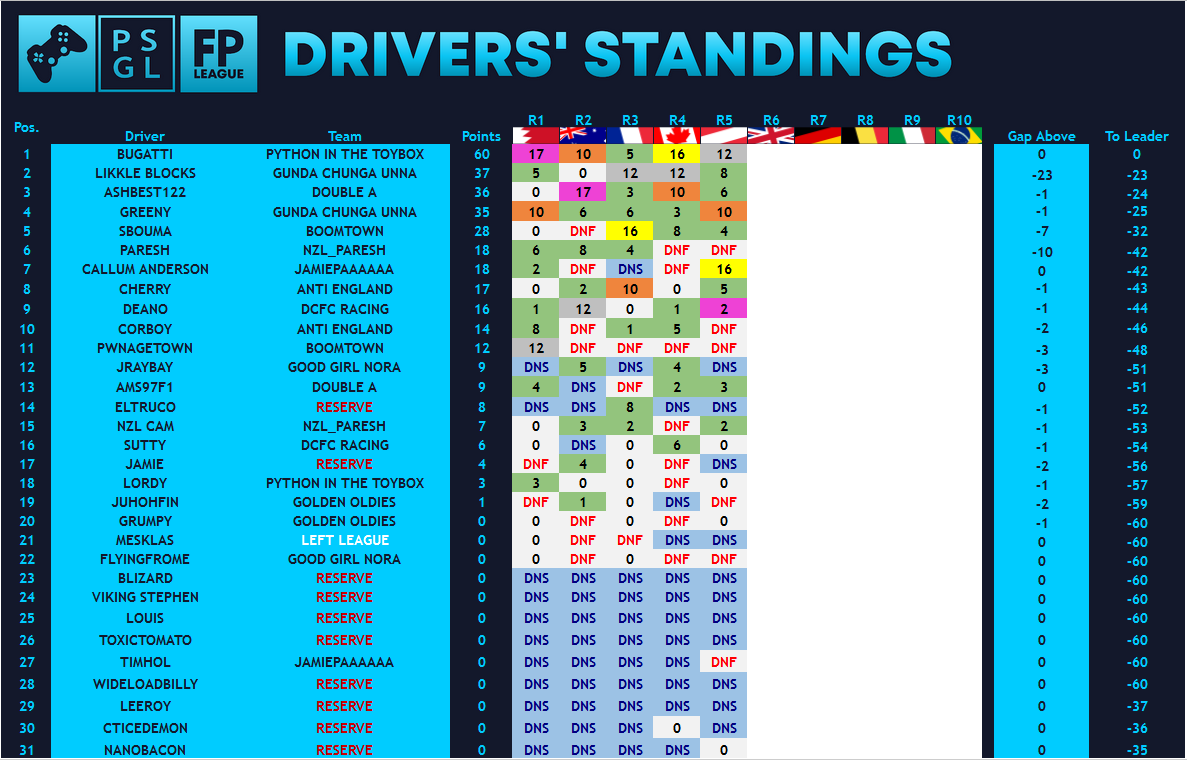 PS
GL
FP
LEAGUE
DRIVERS' STANDINGS
Pos. Driver Team Points R1 R2 R3 R4 R5 R6 R7 R8 R9 R10 Gap Above To Leader
1 BUGATTI PYTHON IN THE TOYBOX 60 17 10 5 16 12 0 0
2 LIKKLE BLOCKS GUNDA CHUNGA UNNA 37 5 0 12 12 8 -23 -23
3 ASHBEST122 DOUBLE A 36 0 17 3 10 6 -1 -24
4 GREENY GUNDA CHUNGA UNNA 35 10 6 6 3 10 -1 -25
5 SBOUMA BOOMTOWN 28 0 DNF 16 8 4 -7 -32
6 PARESH NZL_PARESH 18 6 8 4 DNF DNF -10 -42
7 CALLUM ANDERSON JAMIEPAAAAAA 18 2 DNF DNS DNF 16 0 -42
8 CHERRY ANTI ENGLAND 17 0 2 10 0 5 -1 -43
9 DEANO DCFC RACING 16 1 12 0 1 2 -1 -44
10 CORBOY ANTI ENGLAND 14 8 DNF 1 5 DNF -2 -46
11 PWNAGETOWN BOOMTOWN 12 12 DNF DNF DNF DNF -3 -48
12 JRAYBAY GOOD GIRL NORA 9 DNS 5 DNS 4 DNS -3 -51
13 AMS97F1 DOUBLE A 9 4 DNS DNF 2 3 0 -51
14 ELTRUCO RESERVE 8 DNS DNS 8 DNS DNS -1 -52
15 NZL CAM NZL_PARESH 7 0 3 2 DNF 2 -1 -53
16 SUTTY DCFC RACING 6 0 DNS 0 6 0 -1 -54
17 JAMIE RESERVE 4 DNF 4 0 DNF DNS -2 -56
18 LORDY PYTHON IN THE TOYBOX 3 3 0 0 DNF 0 -1 -57
19 JUHOHFIN GOLDEN OLDIES 1 DNF 1 0 DNS DNF -2 -59
20 GRUMPY GOLDEN OLDIES 0 0 DNF 0 DNF 0 -1 -60
21 MESKLAS LEFT LEAGUE 0 0 DNF DNF DNS DNS 0 -60
22 FLYINGFROME GOOD GIRL NORA 0 0 DNF 0 DNF DNF 0 -60
23 BLIZARD RESERVE 0 DNS DNS DNS DNS DNS 0 -60
24 VIKING STEPHEN RESERVE 0 DNS DNS DNS DNS DNS 0 -60
25 LOUIS RESERVE 0 DNS DNS DNS DNS DNS 0 -60
26 TOXICTOMATO RESERVE 0 DNS DNS DNS DNS DNS 0 -60
27 TIMHOL JAMIEPAAAAAA 0 DNS DNS DNS DNS DNF 0 -60
28 WIDELOADBILLY RESERVE 0 DNS DNS DNS DNS DNS 0 -60
29 LEEROY RESERVE 0 DNS DNS DNS DNS DNS 0 -37
30 CTICEDEMON RESERVE 0 DNS DNS DNS 0 DNS 0 -36
31 NANOBACON RESERVE 0 DNS DNS DNS DNS 0 0 -35